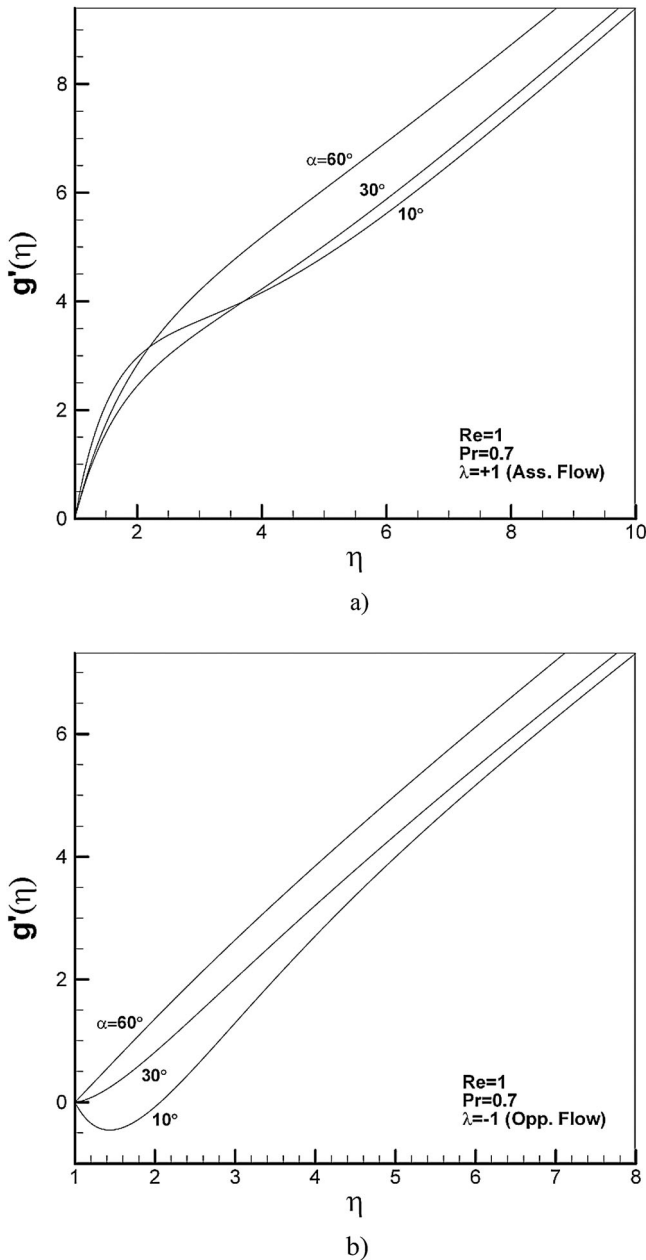 8
6
4
2
0
g'(η)
α=60°
30°
10°
Re=1
Pr=0.7
λ=+1 (Ass. Flow)
2 4 6 8 10
η
a)
6
4
2
0
g'(η)
α=60°
30°
10°
Re=1
Pr=0.7
λ=-1 (Opp. Flow)
1 2 3 4 5 6 7 8
η
b)